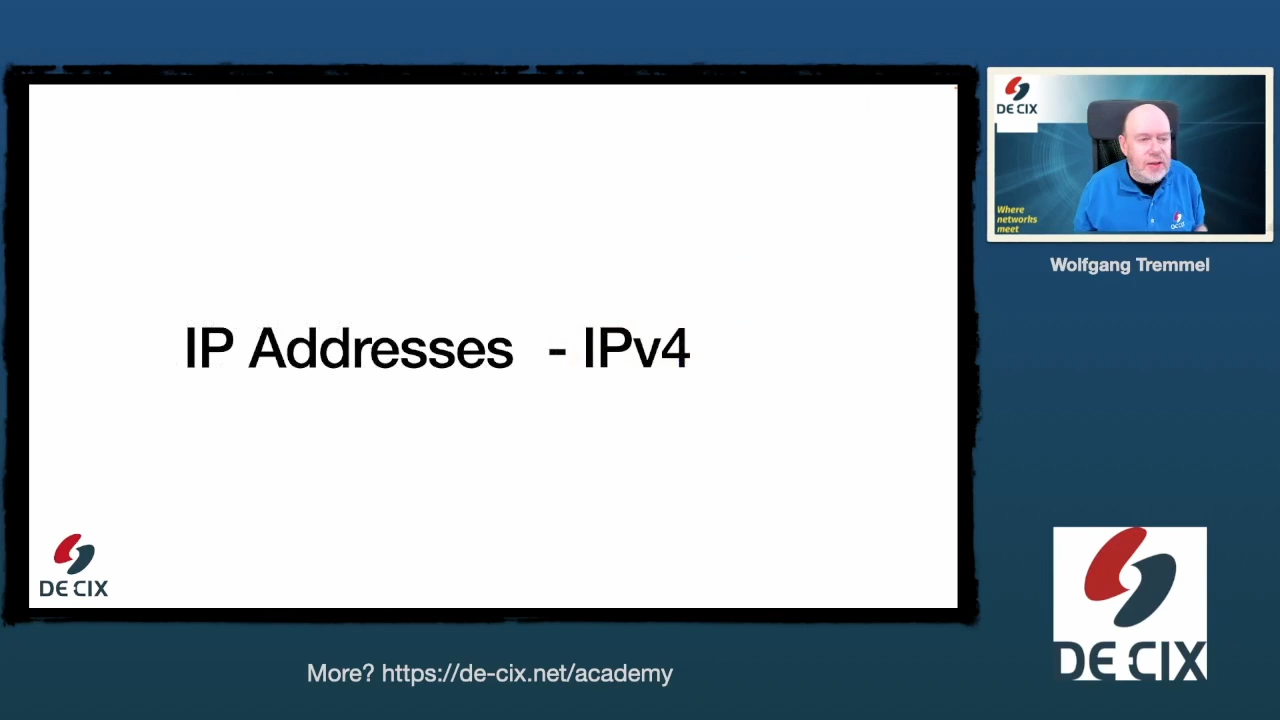 IP Addresses - IPv4
DE CIX
DE CIX
Where
networks
meet
Wolfgang Tremmel
DE CIX
More? https://de-cix.net/academy